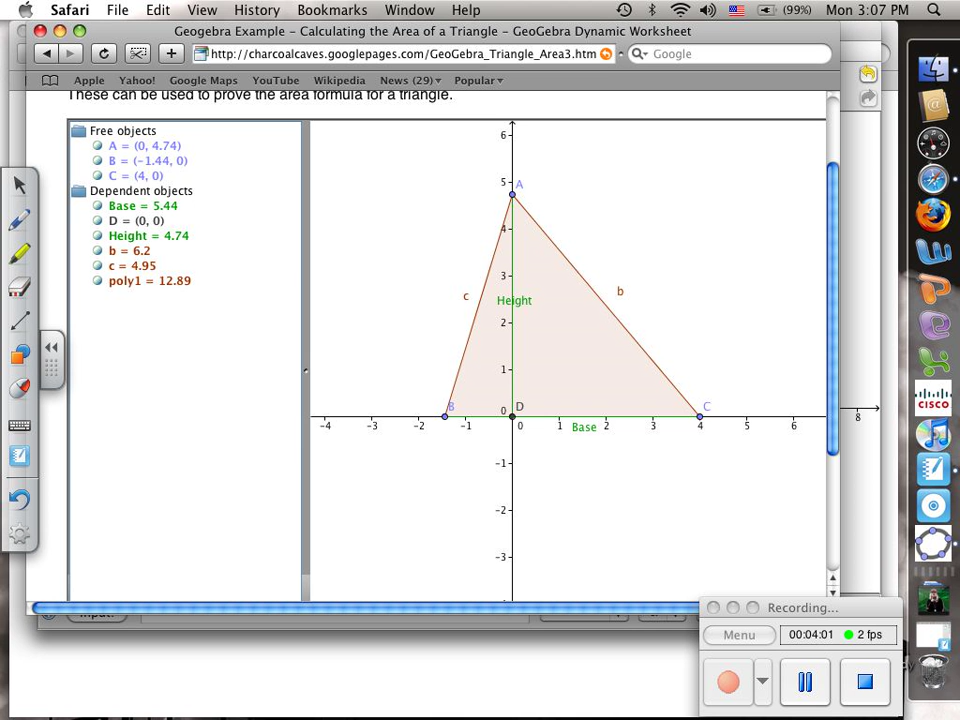 Safari File Edit View History Bookmarks Window Help (99%) Mon 3:07 PM
Geogebra Example – Calculating the Area of a Triangle – GeoGebra Dynamic Worksheet
http://charcoalcaves.googlepages.com/GeoGebra_Triangle_Area3.htm Google
Apple Yahoo! Google Maps YouTube Wikipedia News (29) Popular
These can be used to prove the area formula for a triangle.
Free objects
A = (0, 4.74)
B = (−1.44, 0)
C = (4, 0)
Dependent objects
Base = 5.44
D = (0, 0)
Height = 4.74
b = 6.2
c = 4.95
poly1 = 12.89
6
5
A
4
3
c
b
Height
2
1
0
B
D
C
-4 -3 -2 -1 0 1 2 3 4 5 6
8
Base
-1
-2
-3
CISCO
Input:
Recording...
Menu 00:04:01 2 fps